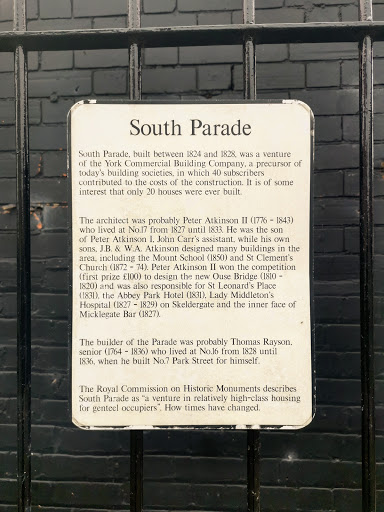 South Parade
South Parade, built between 1824 and 1828, was a venture
of the York Commercial Building Company, a precursor of
today's building societies, in which 40 subscribers
contributed to the costs of the construction. It is of some
interest that only 20 houses were ever built.
The architect was probably Peter Atkinson II (1776 - 1843)
who lived at No.17 from 1827 until 1833. He was the son
of Peter Atkinson I, John Carr's assistant, while his own
sons, J.B. & W.A. Atkinson designed many buildings in the
area, including the Mount School (1850) and St Clement's
Church (1872 - 74). Peter Atkinson II won the competition
(first prize £100) to design the new Ouse Bridge (1810 -
1820) and was also responsible for St Leonard's Place
(1831), the Abbey Park Hotel (1831), Lady Middleton's
Hospital (1827 - 1829) on Skeldergate and the inner face of
Micklegate Bar (1827).
The builder of the Parade was probably Thomas Rayson,
senior (1764 - 1836) who lived at No.16 from 1828 until
1836, when he built No.7 Park Street for himself.
The Royal Commission on Historic Monuments describes
South Parade as "a venture in relatively high-class housing
for genteel occupiers". How times have changed.